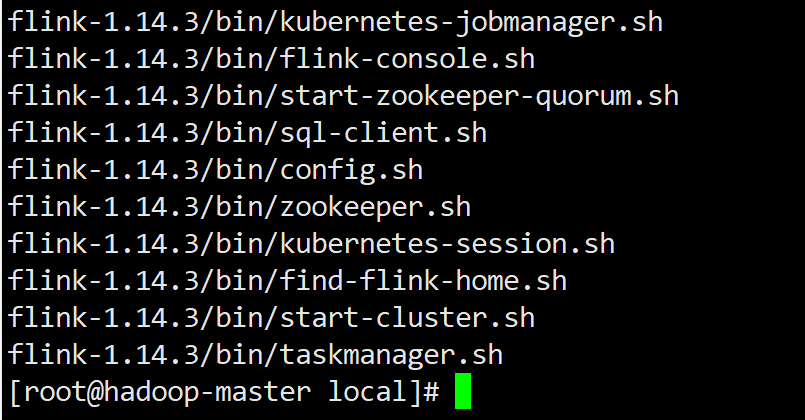 flink-1.14.3/bin/kubernetes-jobmanager.sh
flink-1.14.3/bin/flink-console.sh
flink-1.14.3/bin/start-zookeeper-quorum.sh
flink-1.14.3/bin/sql-client.sh
flink-1.14.3/bin/config.sh
flink-1.14.3/bin/zookeeper.sh
flink-1.14.3/bin/kubernetes-session.sh
flink-1.14.3/bin/find-flink-home.sh
flink-1.14.3/bin/start-cluster.sh
flink-1.14.3/bin/taskmanager.sh
[root@hadoop-master local]#